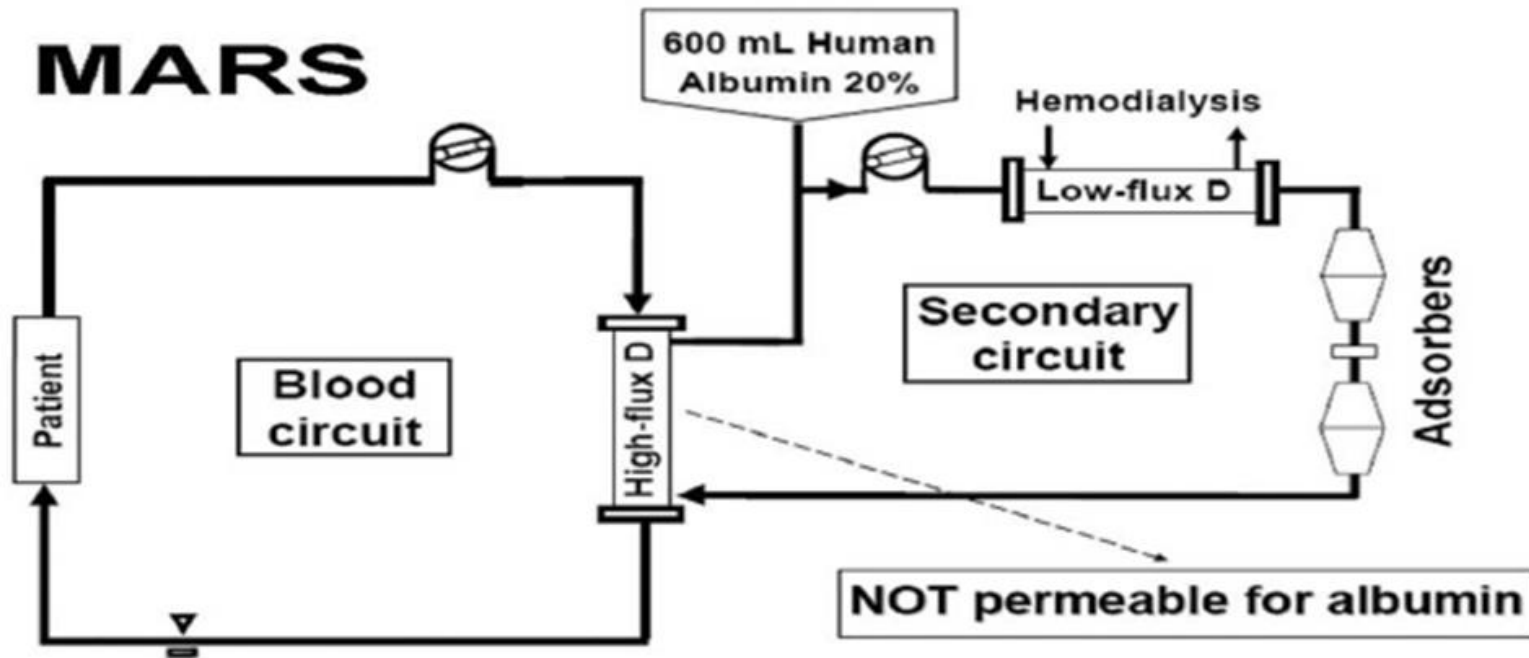 MARS
600 mL Human
Albumin 20%
Hemodialysis
Low-flux D
Patient
Blood
circuit
High-flux D
Secondary
circuit
Adsorbers
NOT permeable for albumin